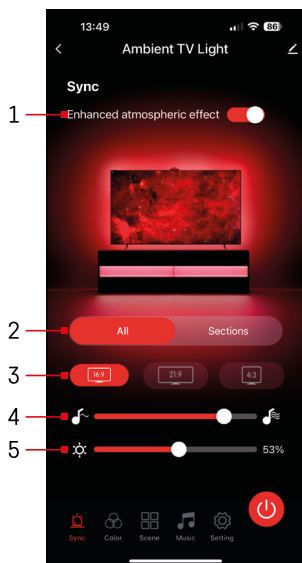 13:49 86
Ambient TV Light
Sync
1 Enhanced atmospheric effect
2 All Sections
3 16:9 21:9 4:3
4
5 53%
Sync Color Scene Music Setting